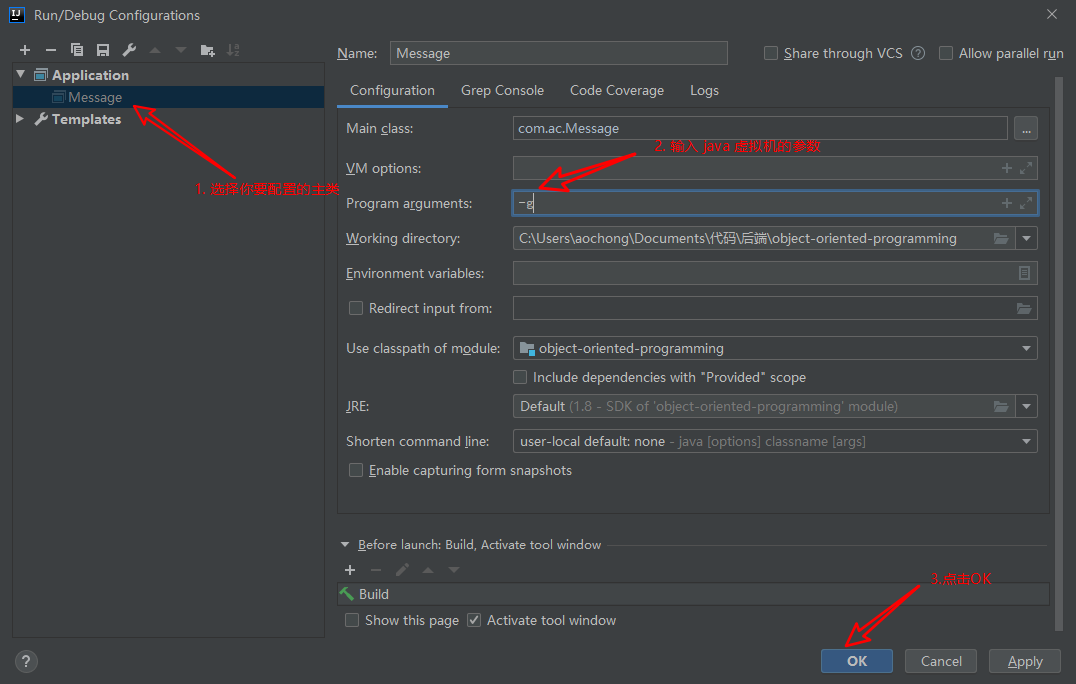 Run/Debug Configurations
Name: Message
Share through VCS
Allow parallel run
Application
Message
Templates
1. 选择你要配置的主类
Configuration Grep Console Code Coverage Logs
Main class: com.ac.Message ...
2. 输入 java 虚拟机的参数
VM options:
Program arguments: -g
Working directory: C:\Users\aochong\Documents\代码\后端\object-oriented-programming
Environment variables:
Redirect input from:
Use classpath of module: object-oriented-programming
Include dependencies with "Provided" scope
JRE: Default (1.8 - SDK of 'object-oriented-programming' module)
Shorten command line: user-local default: none - java [options] classname [args]
Enable capturing form snapshots
Before launch: Build, Activate tool window
3.点击OK
Build
Show this page Activate tool window
? OK Cancel Apply